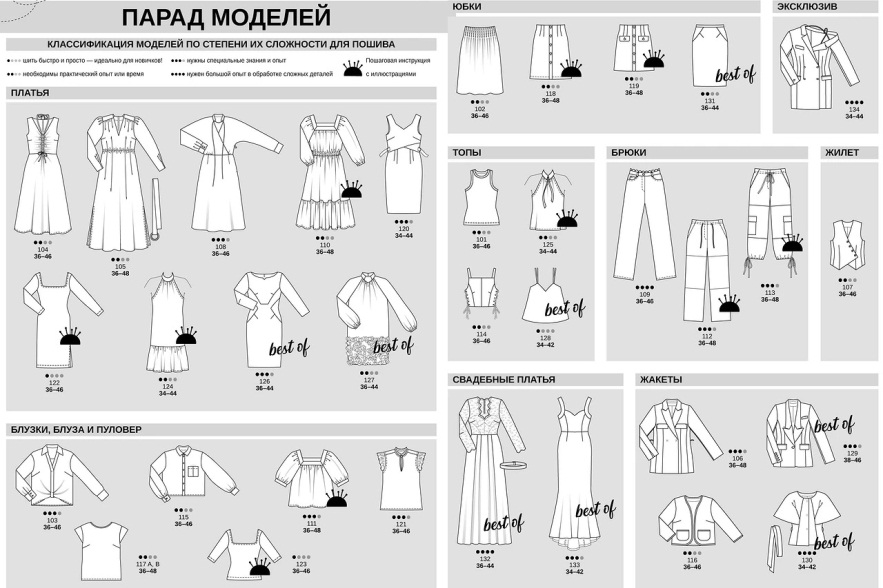 ПАРАД МОДЕЛЕЙ
КЛАССИФИКАЦИЯ МОДЕЛЕЙ ПО СТЕПЕНИ ИХ СЛОЖНОСТИ ДЛЯ ПОШИВА
шить быстро и просто — идеально для новичков!
нужны специальные знания и опыт
Пошаговая инструкция
необходимы практический опыт или время
нужен большой опыт в обработке сложных деталей
с иллюстрациями
ПЛАТЬЯ
104
36–46
105
36–48
108
36–46
110
36–48
120
34–44
122
36–46
124
34–44
best of
126
36–44
best of
127
36–44
БЛУЗКИ, БЛУЗА И ПУЛОВЕР
103
36–46
115
36–46
111
36–48
121
36–46
117 A, B
36–48
123
36–46
ЮБКИ
102
36–46
118
36–48
119
36–48
best of
131
36–44
ЭКСКЛЮЗИВ
134
34–44
ТОПЫ
101
36–46
125
34–44
114
36–46
best of
128
34–42
БРЮКИ
109
36–46
112
36–48
113
36–48
ЖИЛЕТ
107
36–46
СВАДЕБНЫЕ ПЛАТЬЯ
best of
132
36–44
best of
133
34–42
ЖАКЕТЫ
106
36–48
best of
129
38–46
116
36–46
best of
130
34–42